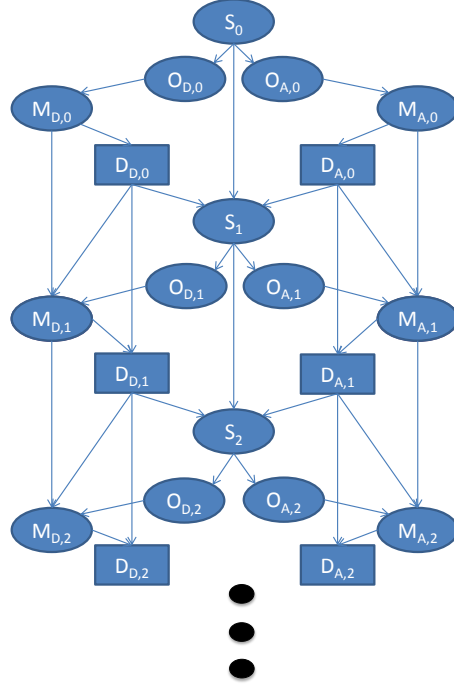 S0
OD,0 OA,0
MD,0 MA,0
DD,0 DA,0
S1
OD,1 OA,1
MD,1 MA,1
DD,1 DA,1
S2
OD,2 OA,2
MD,2 MA,2
DD,2 DA,2